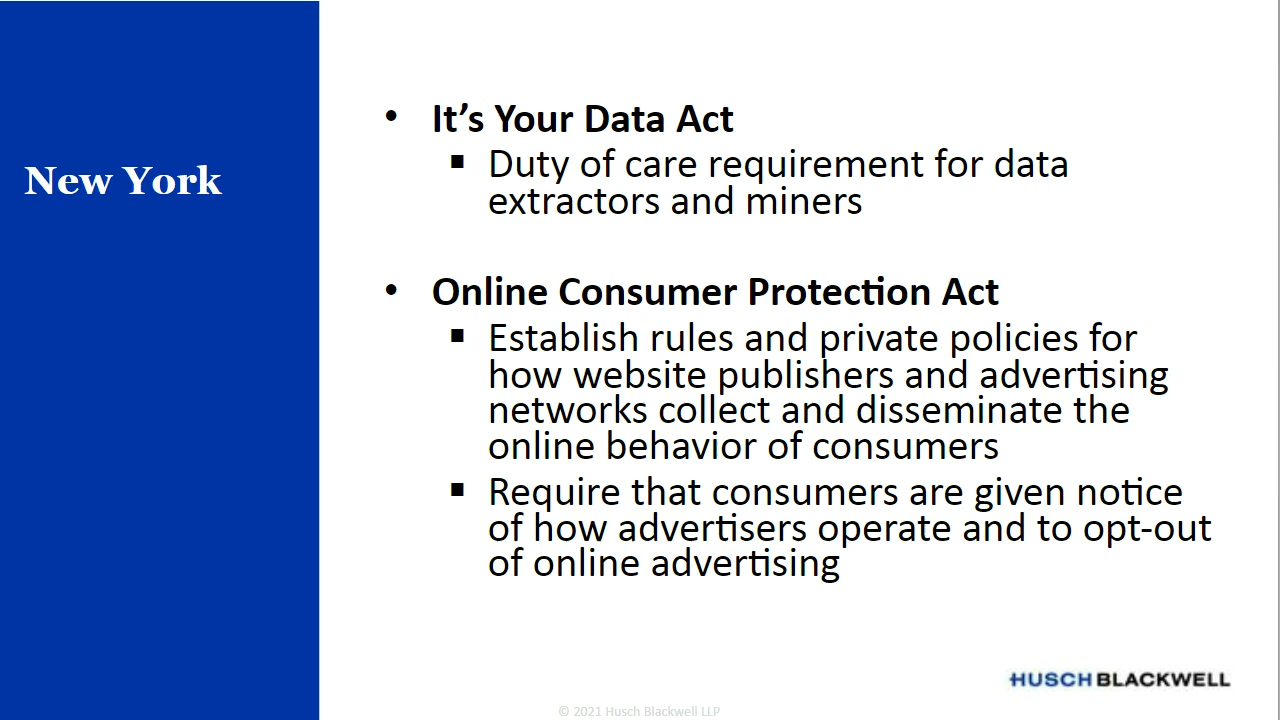 New York
• It's Your Data Act
▪ Duty of care requirement for data
extractors and miners
• Online Consumer Protection Act
▪ Establish rules and private policies for
how website publishers and advertising
networks collect and disseminate the
online behavior of consumers
▪ Require that consumers are given notice
of how advertisers operate and to opt-out
of online advertising
HUSCH BLACKWELL
© 2021 Husch Blackwell LLP